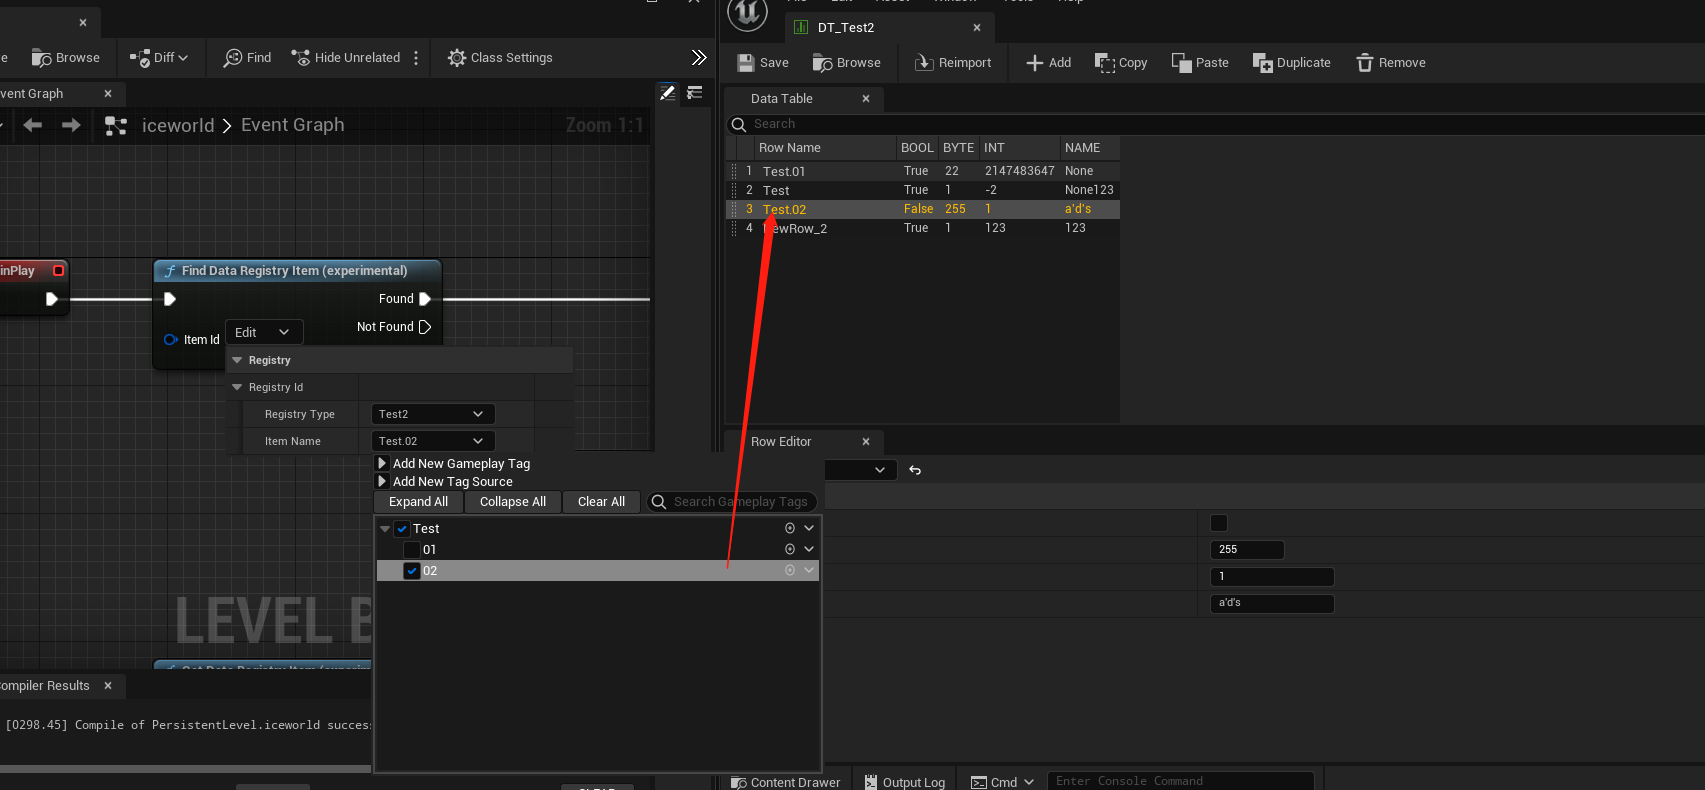 DT_Test2
Browse
Diff
Find
Hide Unrelated
Class Settings
Save
Browse
Reimport
Add
Copy
Paste
Duplicate
Remove
vent Graph
Data Table
iceworld > Event Graph
Zoom 1:1
Search
Row Name BOOL BYTE INT NAME
1 Test.01 True 22 2147483647 None
2 Test True 1 -2 None123
3 Test.02 False 255 1 a'd's
4 ewRow_2 True 1 123 123
inPlay
f Find Data Registry Item (experimental)
Found
Not Found
Item Id
Edit
Registry
Registry Id
Registry Type Test2
Item Name Test.02
Add New Gameplay Tag
Add New Tag Source
Expand All
Collapse All
Clear All
Search Gameplay Tags
Test
01
02
Row Editor
255
1
a'd's
LEVEL B
ompiler Results
[0298.45] Compile of PersistentLevel.iceworld succes
Content Drawer
Output Log
Cmd
Enter Console Command